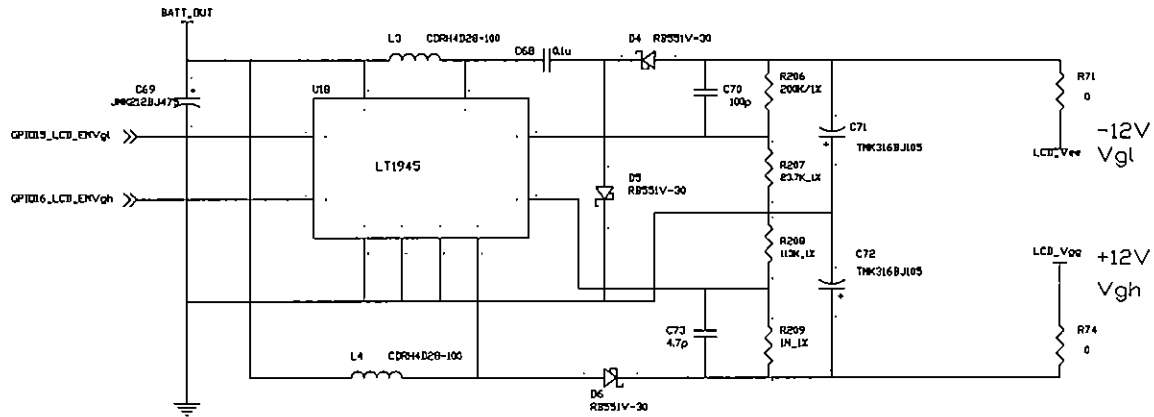 BATT_OUT
L3 CDRH4D28-100
C68 0.1u
D4 RB551V-30
C69
JMK212BJ475
U18
R206
200K/1%
C70
100p
R71
0
GPIO15_LCD_ENVgl
C71
TMK316BJ105
-12V
LT1945
LCD_Vee
Vgl
R207
23.7K_1%
D5
RB551V-30
GPIO16_LCD_ENVgh
R208
113K_1%
C72
TMK316BJ105
LCD_Vgg
+12V
Vgh
C73
4.7p
R209
1M_1%
R74
0
L4 CDRH4D28-100
D6
RB551V-30